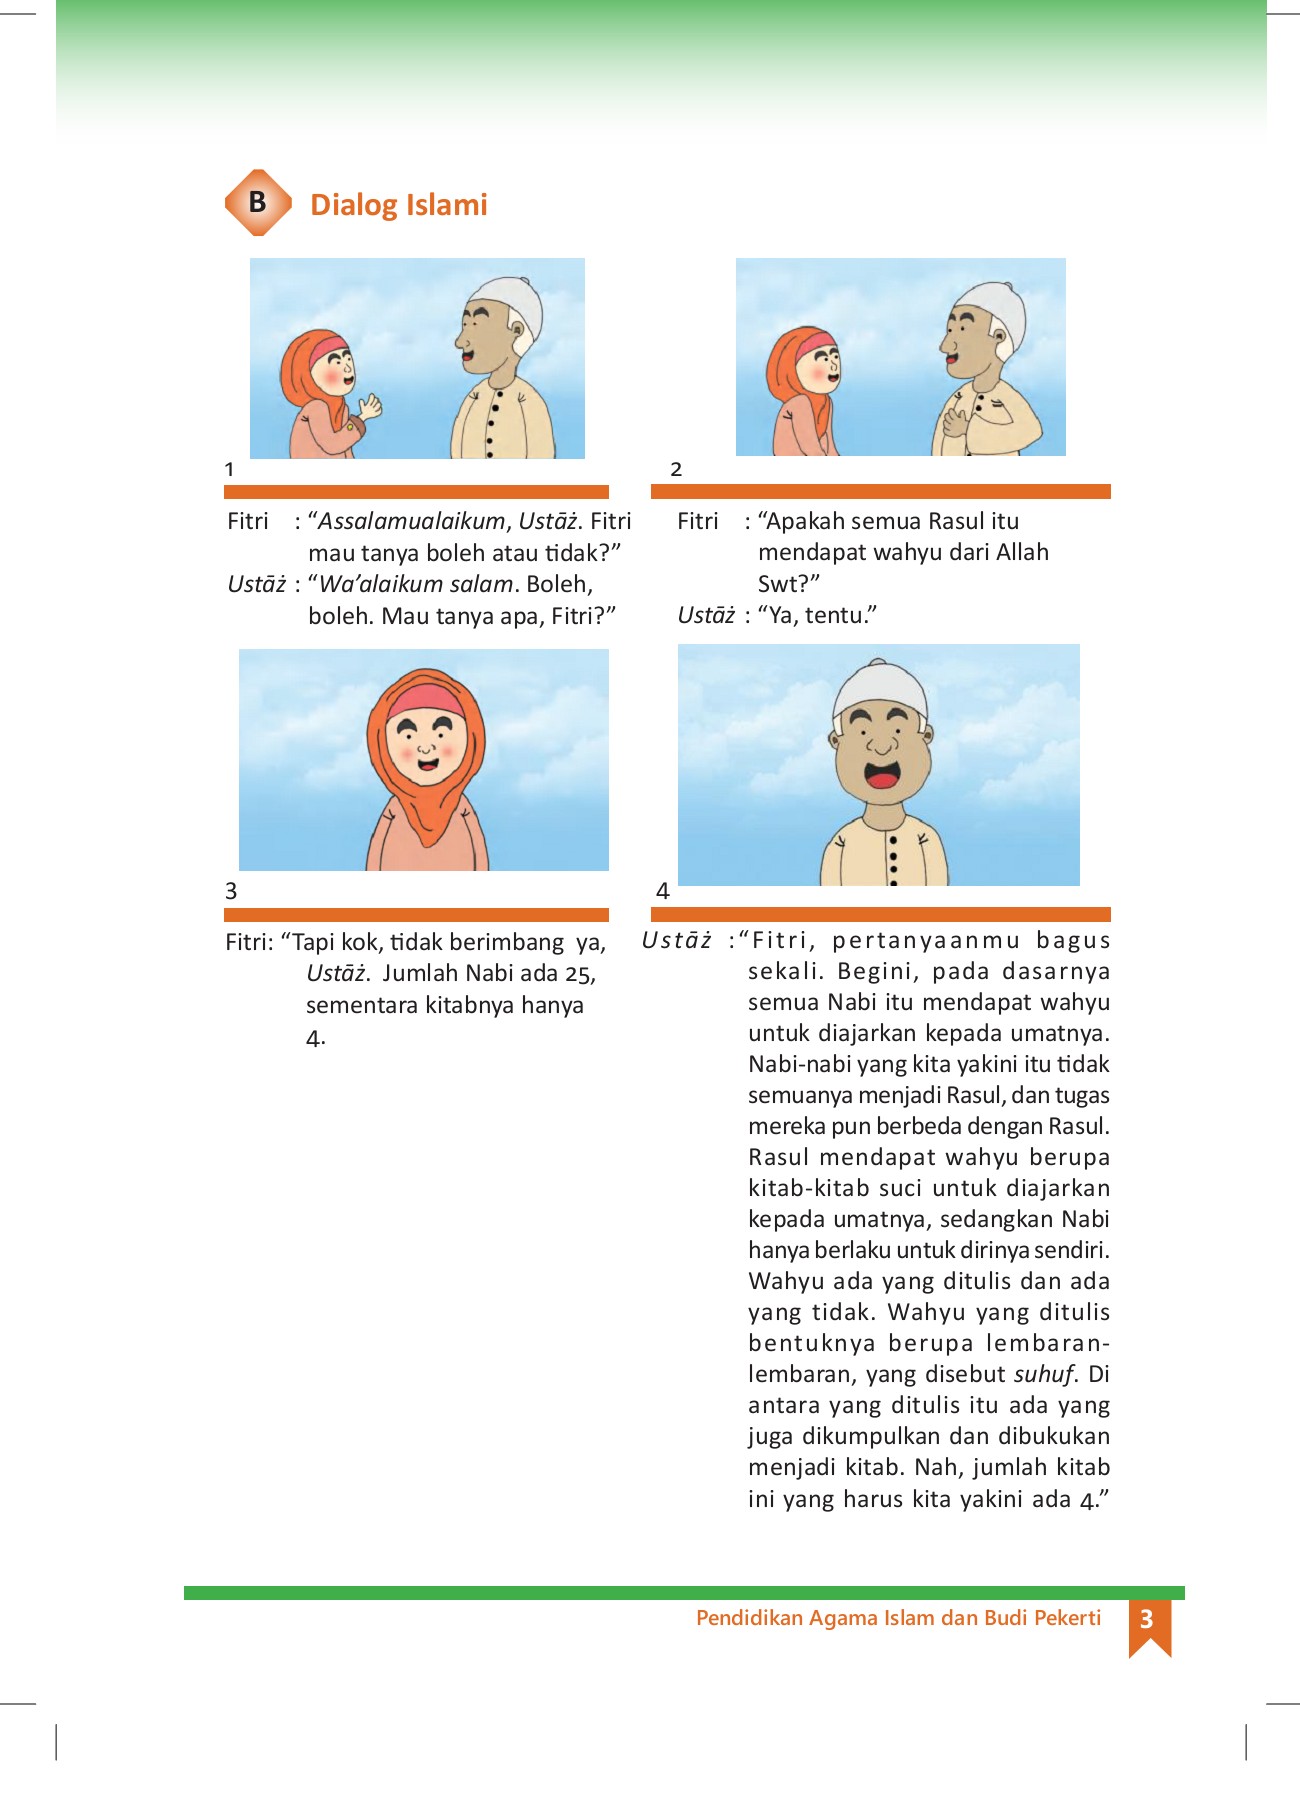 B
Dialog Islami
1
Fitri : “Assalamualaikum, Ustāż. Fitri
mau tanya boleh atau tidak?”
Ustāż : “Wa’alaikum salam. Boleh,
boleh. Mau tanya apa, Fitri?”
2
Fitri : “Apakah semua Rasul itu
mendapat wahyu dari Allah
Swt?”
Ustāż : “Ya, tentu.”
3
Fitri: “Tapi kok, tidak berimbang ya,
Ustāż. Jumlah Nabi ada 25,
sementara kitabnya hanya
4.
4
Ustāż :“Fitri, pertanyaanmu bagus
sekali. Begini, pada dasarnya
semua Nabi itu mendapat wahyu
untuk diajarkan kepada umatnya.
Nabi-nabi yang kita yakini itu tidak
semuanya menjadi Rasul, dan tugas
mereka pun berbeda dengan Rasul.
Rasul mendapat wahyu berupa
kitab-kitab suci untuk diajarkan
kepada umatnya, sedangkan Nabi
hanya berlaku untuk dirinya sendiri.
Wahyu ada yang ditulis dan ada
yang tidak. Wahyu yang ditulis
bentuknya berupa lembaran-
lembaran, yang disebut suhuf. Di
antara yang ditulis itu ada yang
juga dikumpulkan dan dibukukan
menjadi kitab. Nah, jumlah kitab
ini yang harus kita yakini ada 4.”
Pendidikan Agama Islam dan Budi Pekerti
3